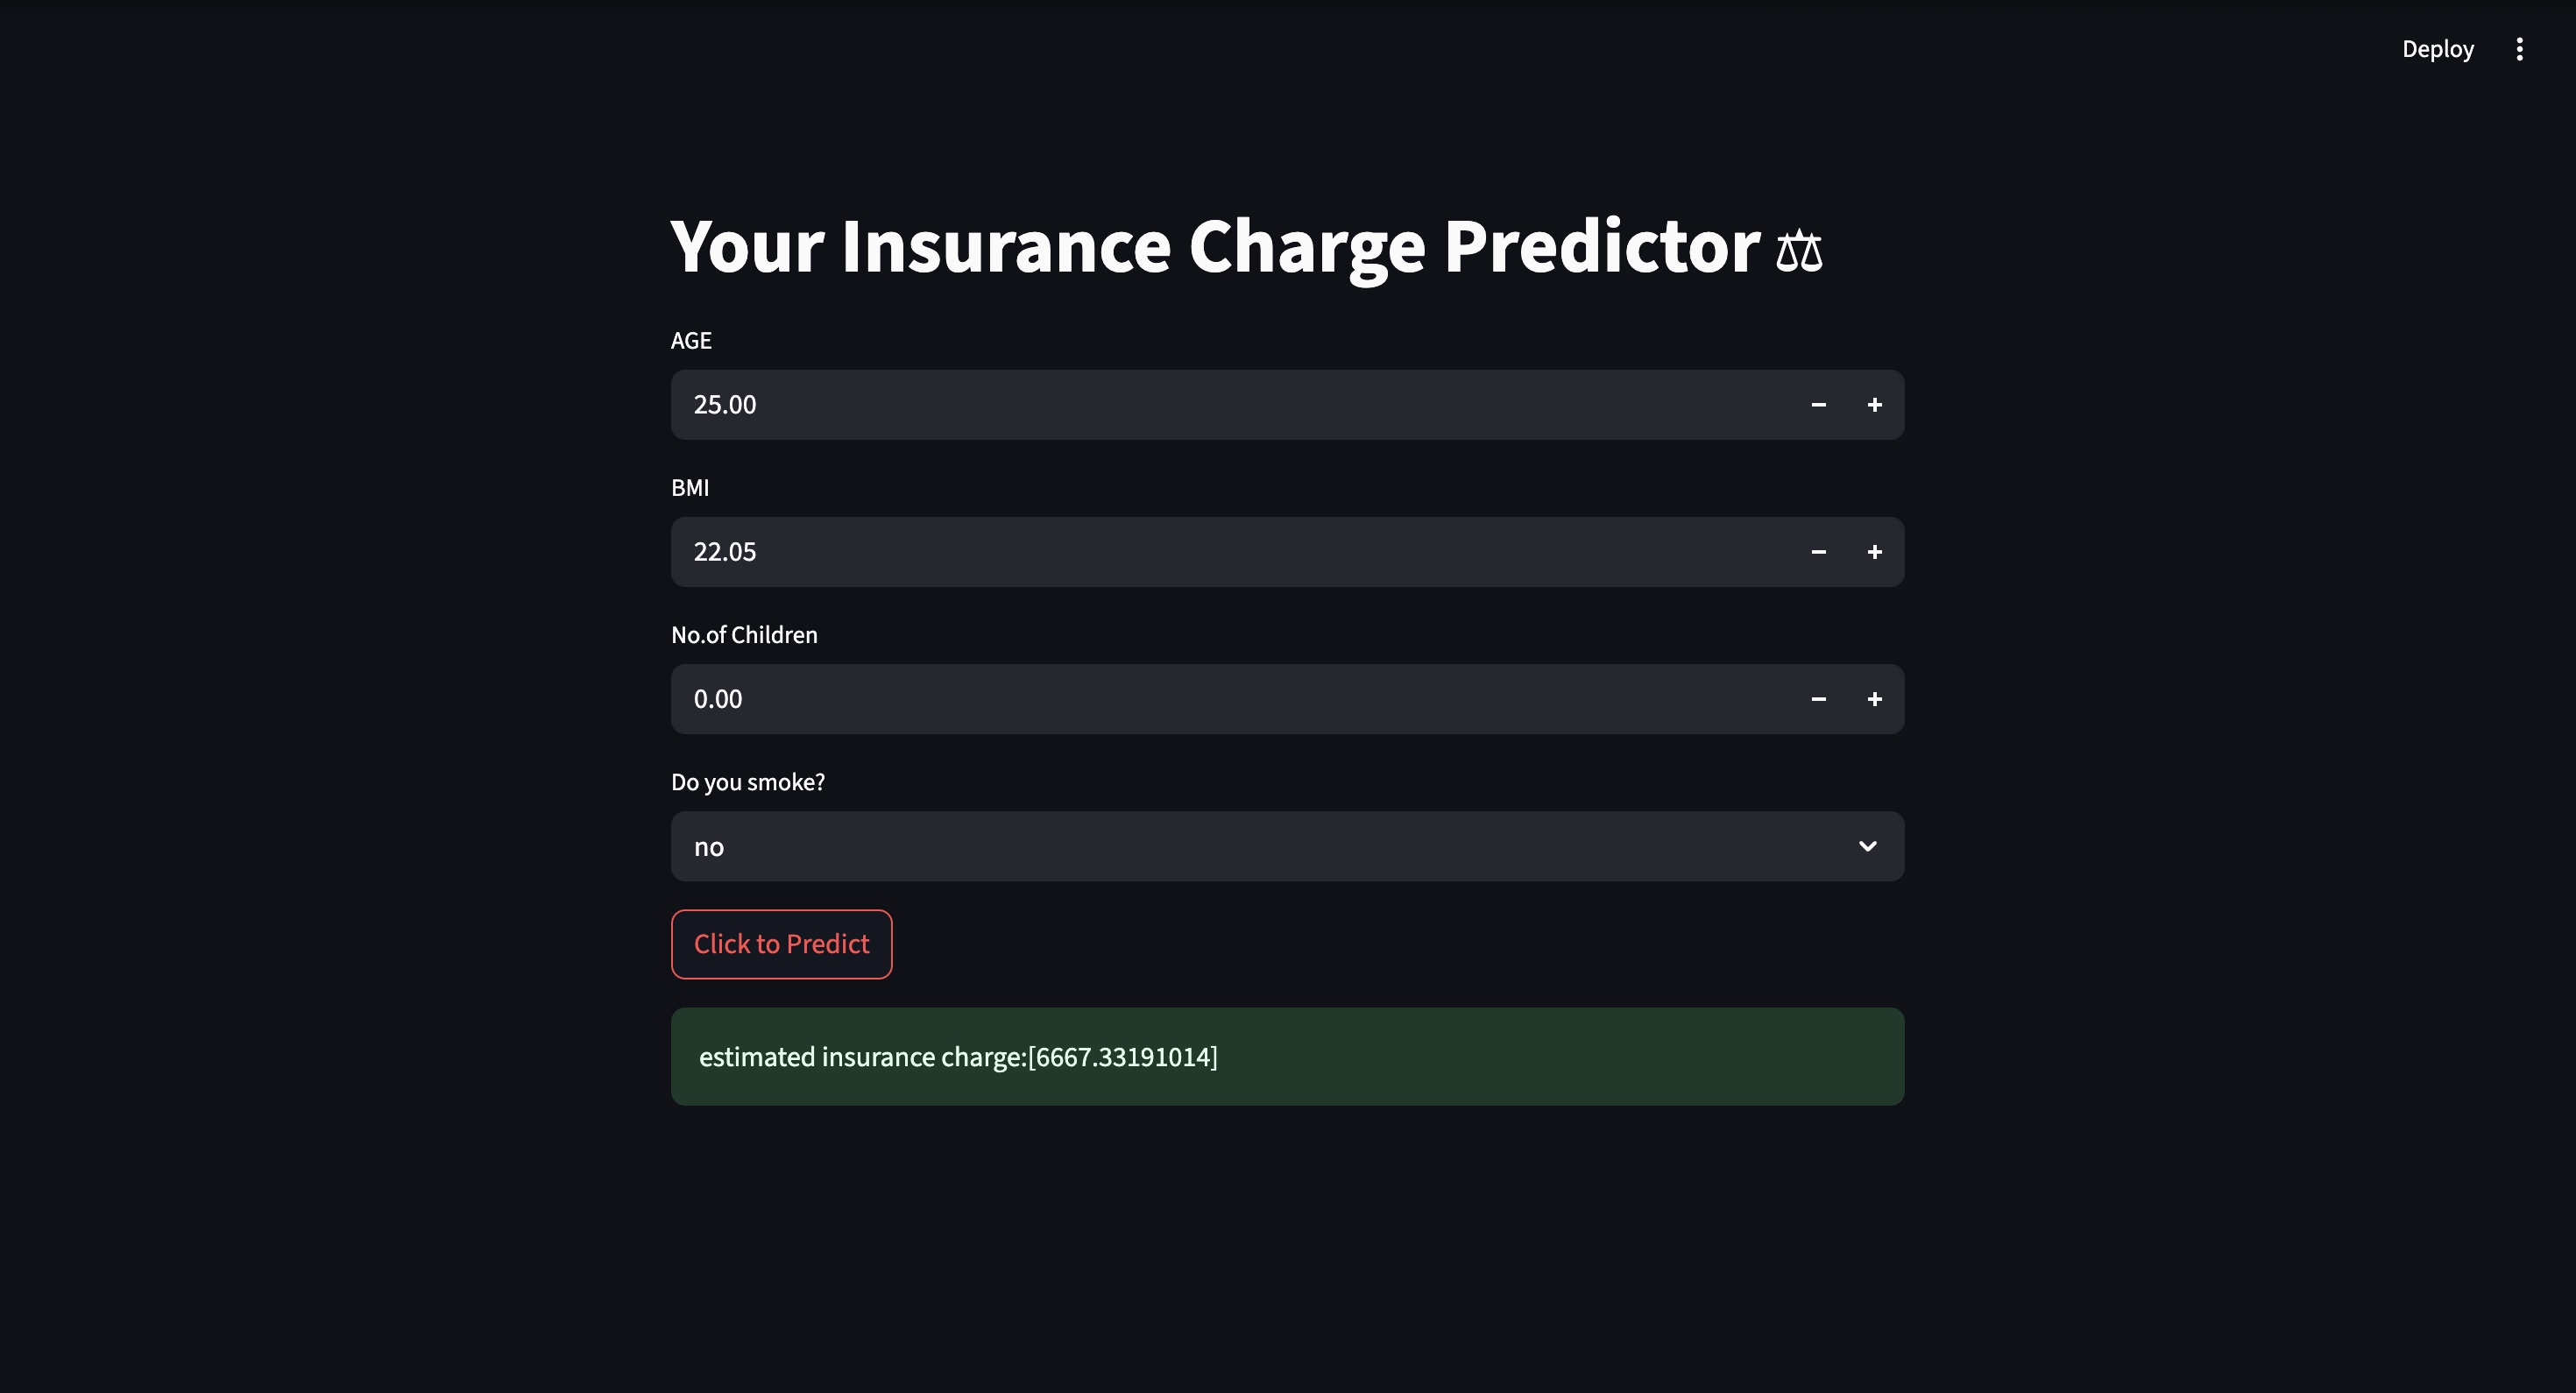 Deploy
Your Insurance Charge Predictor ⚖
AGE
25.00
BMI
22.05
No.of Children
0.00
Do you smoke?
no
Click to Predict
estimated insurance charge:[6667.33191014]